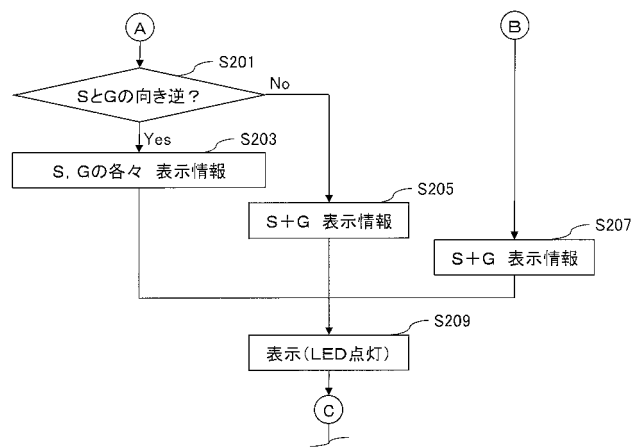 A
B
S201
SとGの向き逆?
No
Yes
S203
S,Gの各々 表示情報
S205
S+G 表示情報
S207
S+G 表示情報
S209
表示(LED点灯)
C